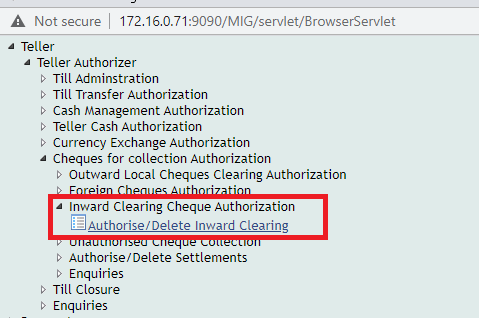 Not secure | 172.16.0.71:9090/MIG/servlet/BrowserServlet
Teller
Teller Authorizer
Till Adminstration
Till Transfer Authorization
Cash Management Authorization
Teller Cash Authorization
Currency Exchange Authorization
Cheques for collection Authorization
Outward Local Cheques Clearing Authorization
Foreign Cheques Authorization
Inward Clearing Cheque Authorization
Authorise/Delete Inward Clearing
Unauthorised Cheque Collection
Authorise/Delete Settlements
Enquiries
Till Closure
Enquiries